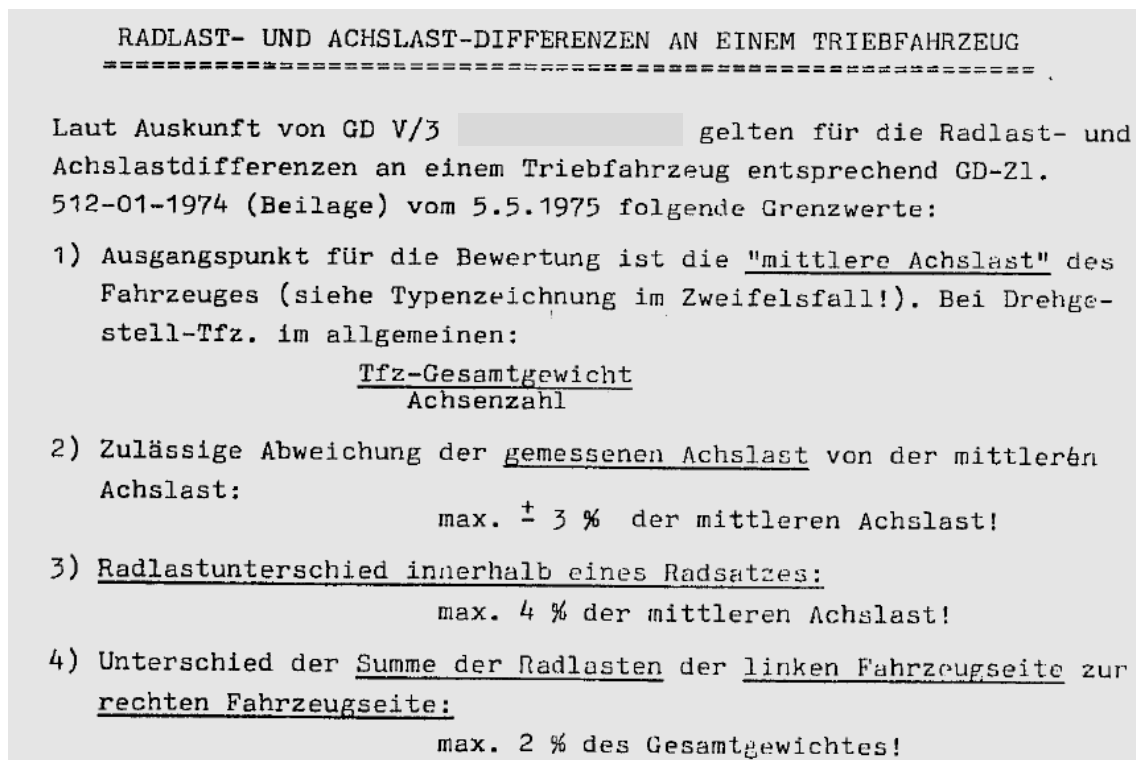 RADLAST- UND ACHSLAST-DIFFERENZEN AN EINEM TRIEBFAHRZEUG
==========================================================
Laut Auskunft von GD V/3 gelten für die Radlast- und
Achslastdifferenzen an einem Triebfahrzeug entsprechend GD-Zl.
512-01-1974 (Beilage) vom 5.5.1975 folgende Grenzwerte:
1) Ausgangspunkt für die Bewertung ist die "mittlere Achslast" des
Fahrzeuges (siehe Typenzeichnung im Zweifelsfall!). Bei Drehge-
stell-Tfz. im allgemeinen:
Tfz-Gesamtgewicht
Achsenzahl
2) Zulässige Abweichung der gemessenen Achslast von der mittleren
Achslast:
max. ± 3 % der mittleren Achslast!
3) Radlastunterschied innerhalb eines Radsatzes:
max. 4 % der mittleren Achslast!
4) Unterschied der Summe der Radlasten der linken Fahrzeugseite zur
rechten Fahrzeugseite:
max. 2 % des Gesamtgewichtes!